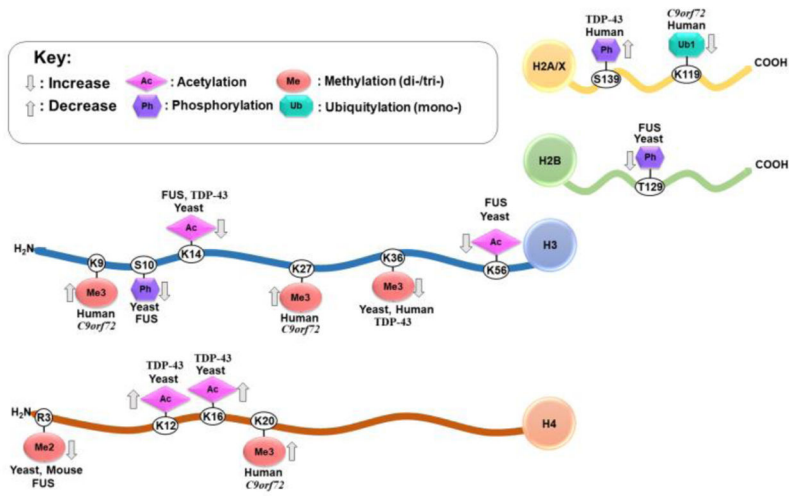 Key:
: Increase
Ac
: Acetylation
Me
: Methylation (di-/tri-)
: Decrease
Ph
: Phosphorylation
Ub
: Ubiquitylation (mono-)
TDP-43
Human
Ph
S139
C9orf72
Human
Ub1
K119
H2A/X
COOH
FUS
Yeast
Ph
T129
H2B
COOH
FUS, TDP-43
Yeast
Ac
K14
FUS
Yeast
Ac
K56
H2N
K9
Me3
Human
C9orf72
S10
Ph
Yeast
FUS
K27
Me3
Human
C9orf72
K36
Me3
Yeast, Human
TDP-43
H3
TDP-43
Yeast
Ac
K12
TDP-43
Yeast
Ac
K16
H2N
R3
Me2
Yeast, Mouse
FUS
K20
Me3
Human
C9orf72
H4